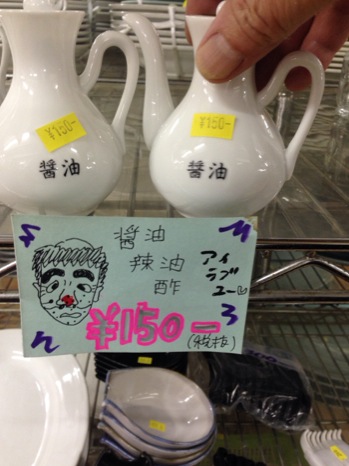 ¥150-
醤油
¥150-
醤油
醤油
辣油
酢
アイ
ラブ
ユー♡
¥150-
(税抜)